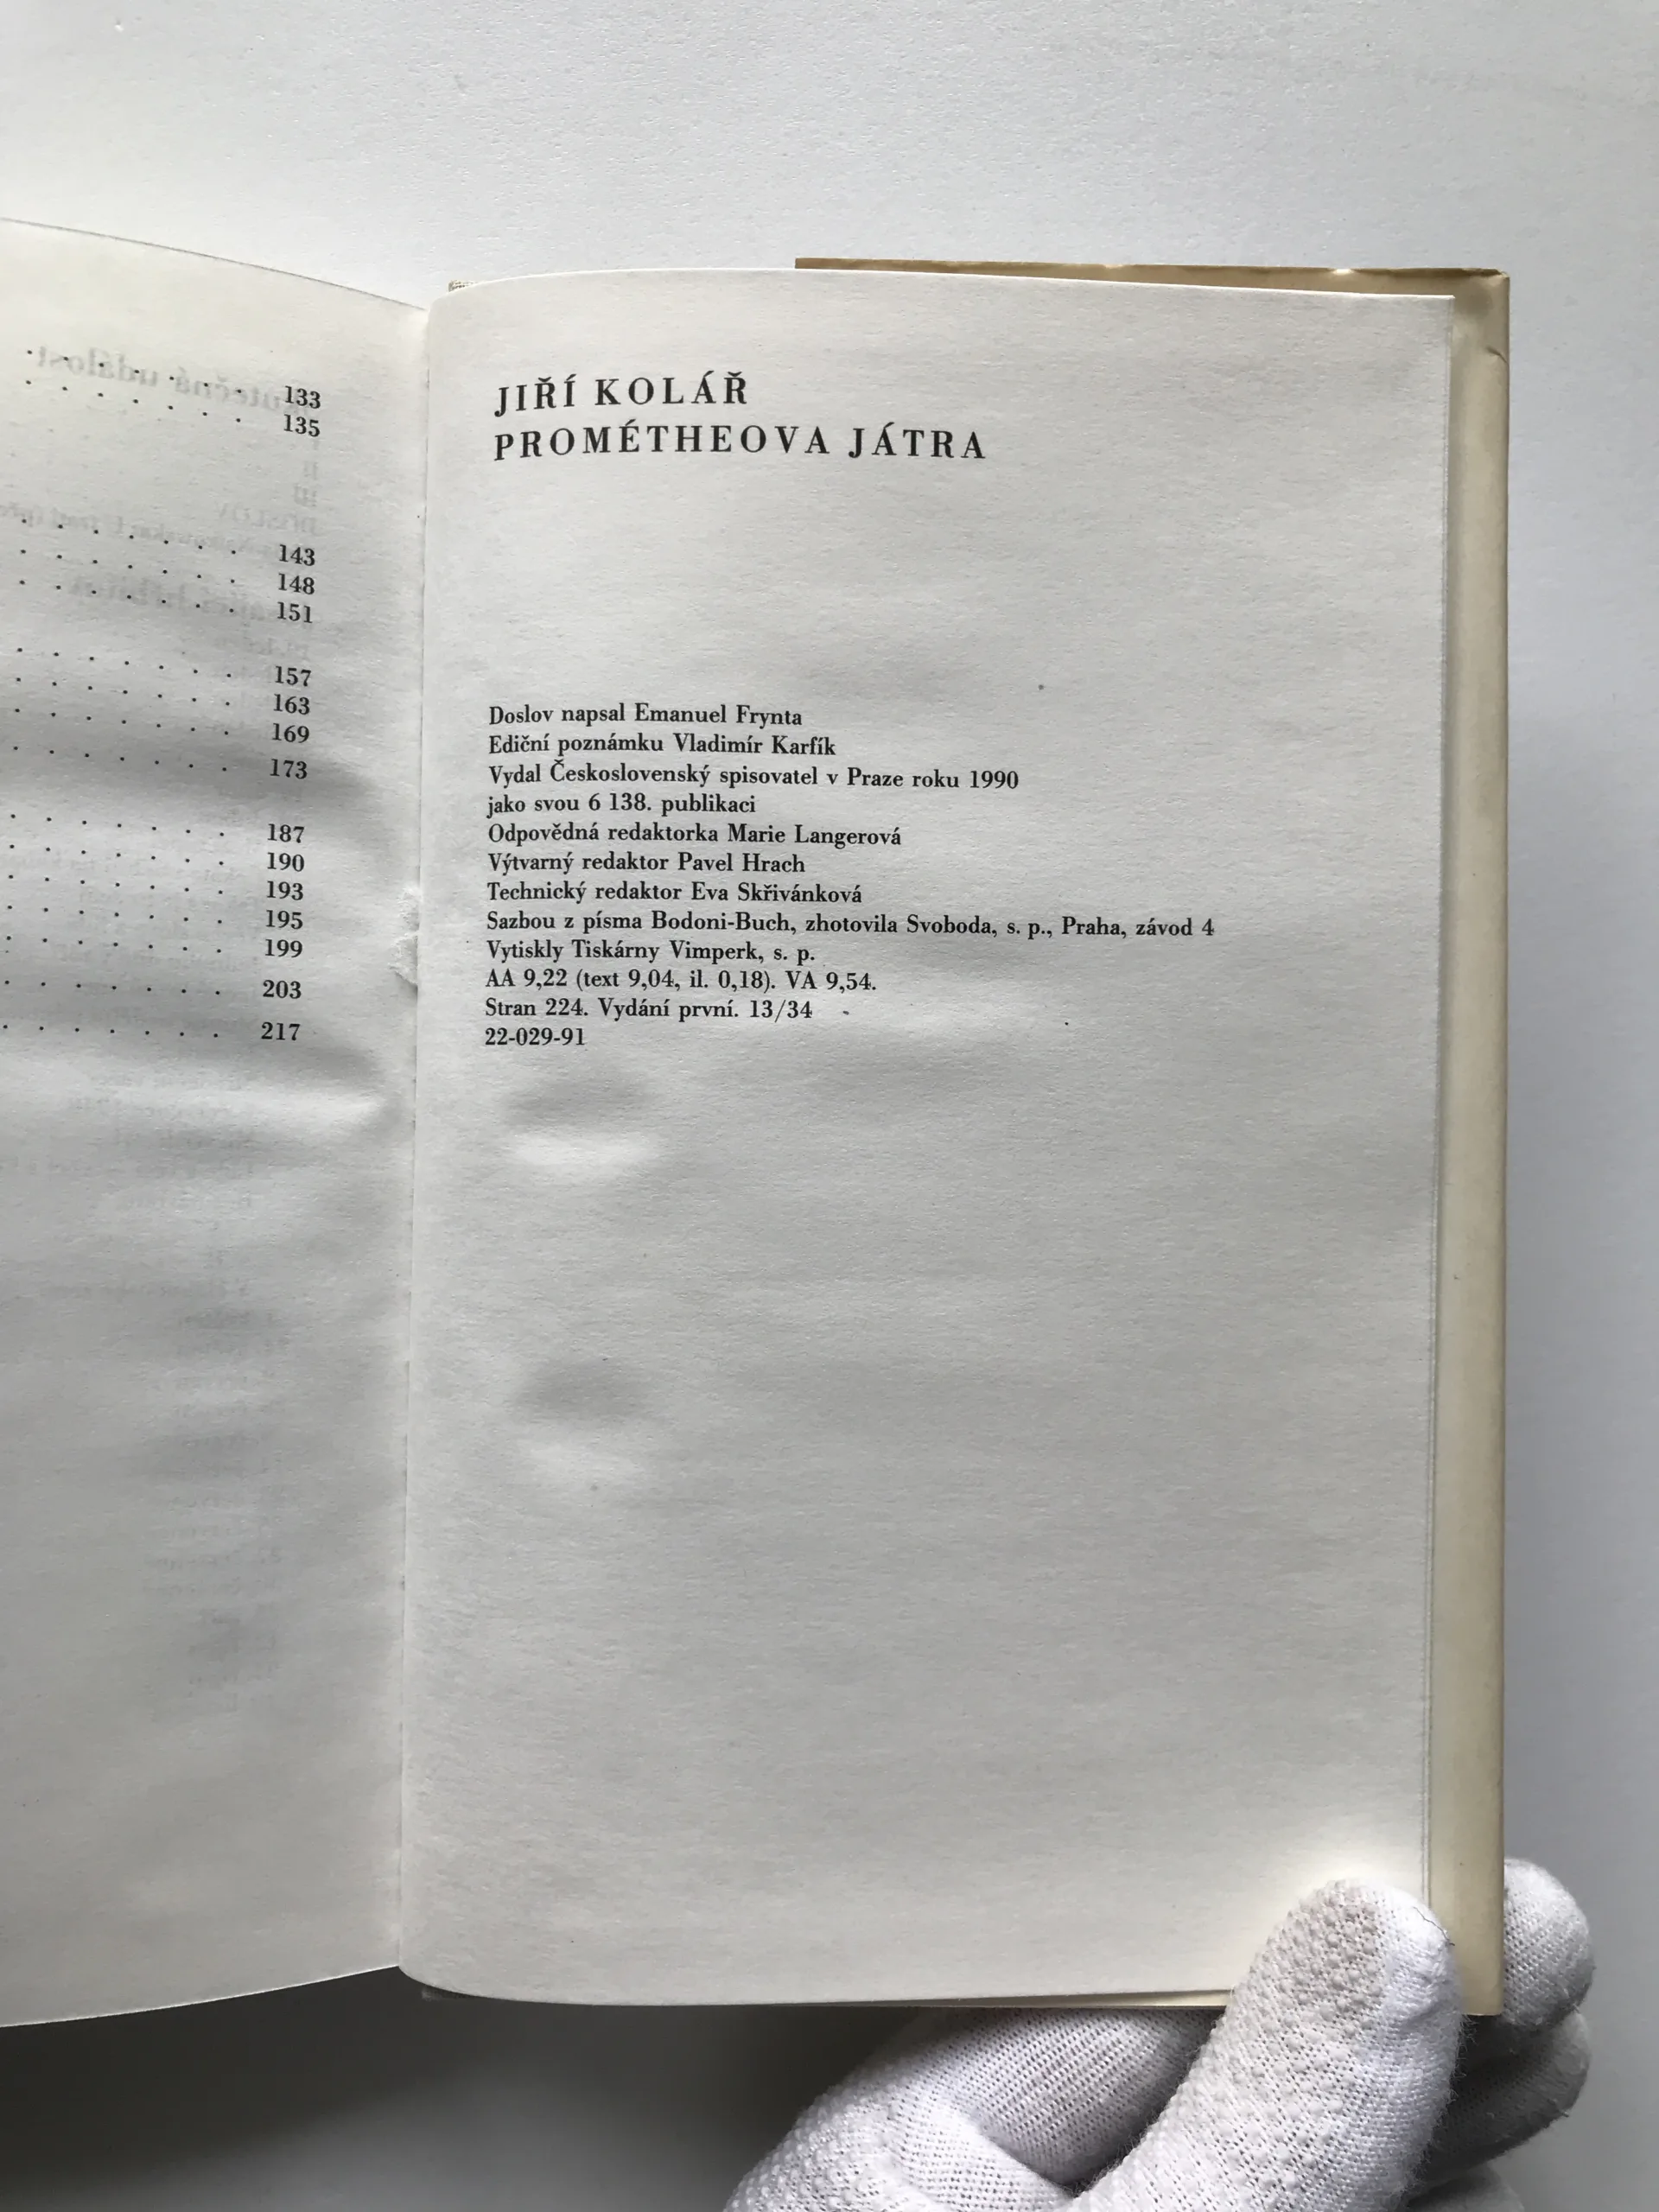 133
135
143
148
151
157
163
169
173
187
190
193
195
199
203
217
JIŘÍ KOLÁŘ
PROMÉTHEOVA JÁTRA
Doslov napsal Emanuel Frynta
Ediční poznámku Vladimír Karfík
Vydal Československý spisovatel v Praze roku 1990
jako svou 6 138. publikaci
Odpovědná redaktorka Marie Langerová
Výtvarný redaktor Pavel Hrach
Technický redaktor Eva Skřivánková
Sazbou z písma Bodoni-Buch, zhotovila Svoboda, s. p., Praha, závod 4
Vytiskly Tiskárny Vimperk, s. p.
AA 9,22 (text 9,04, il. 0,18). VA 9,54.
Stran 224. Vydání první. 13/34
22-029-91